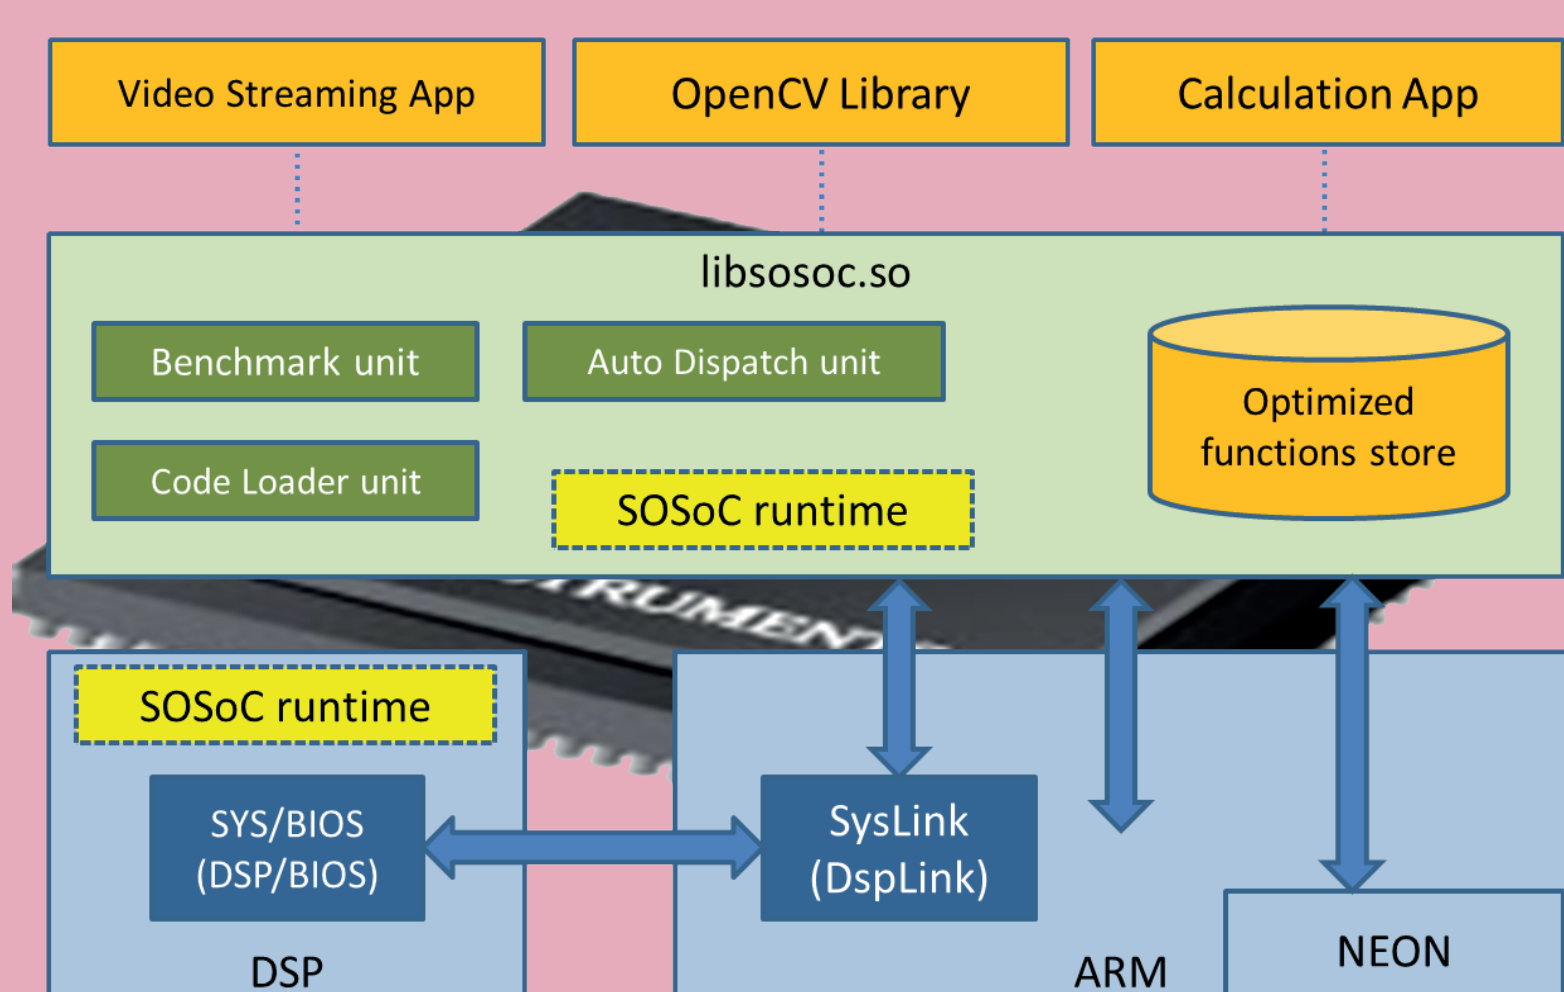 Video Streaming App
OpenCV Library
Calculation App
libsosoc.so
Benchmark unit
Auto Dispatch unit
Optimized
functions store
Code Loader unit
SOSoC runtime
SOSoC runtime
SYS/BIOS
(DSP/BIOS)
SysLink
(DspLink)
DSP
ARM
NEON